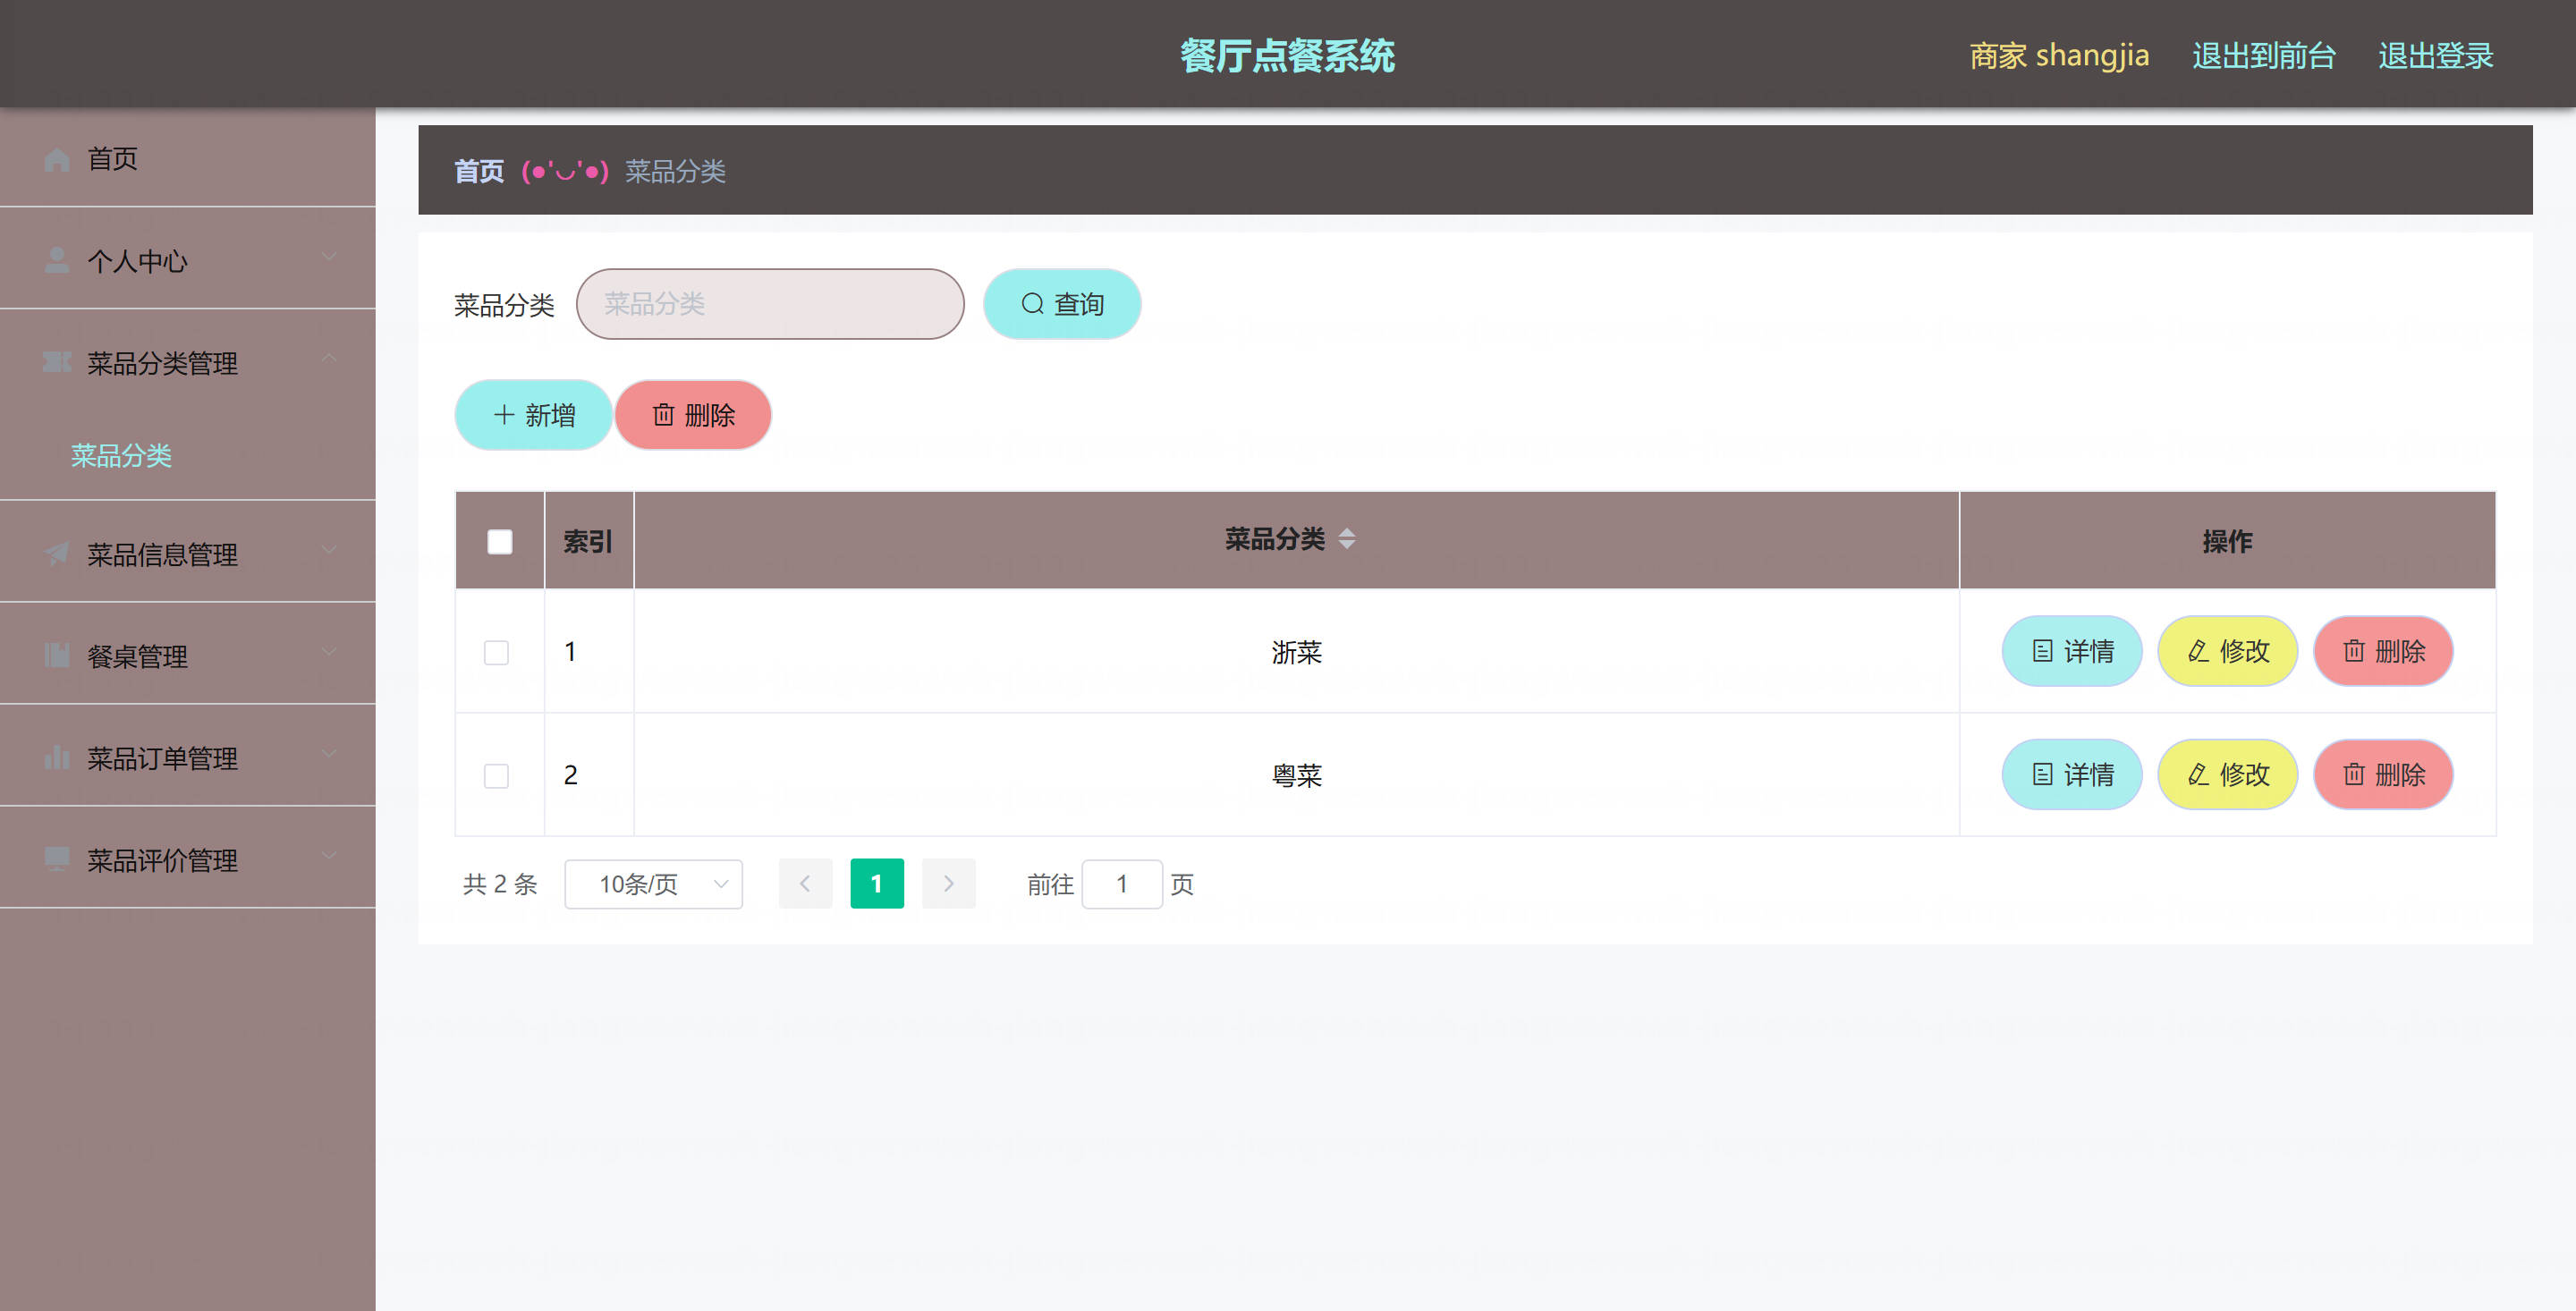 餐厅点餐系统
商家 shangjia 退出到前台 退出登录
首页
个人中心
菜品分类管理
菜品分类
菜品信息管理
餐桌管理
菜品订单管理
菜品评价管理
首页 (●'◡'●) 菜品分类
菜品分类 菜品分类 查询
新增 删除
索引 菜品分类 操作
1 浙菜 详情 修改 删除
2 粤菜 详情 修改 删除
共 2 条 10条/页 1 前往 1 页